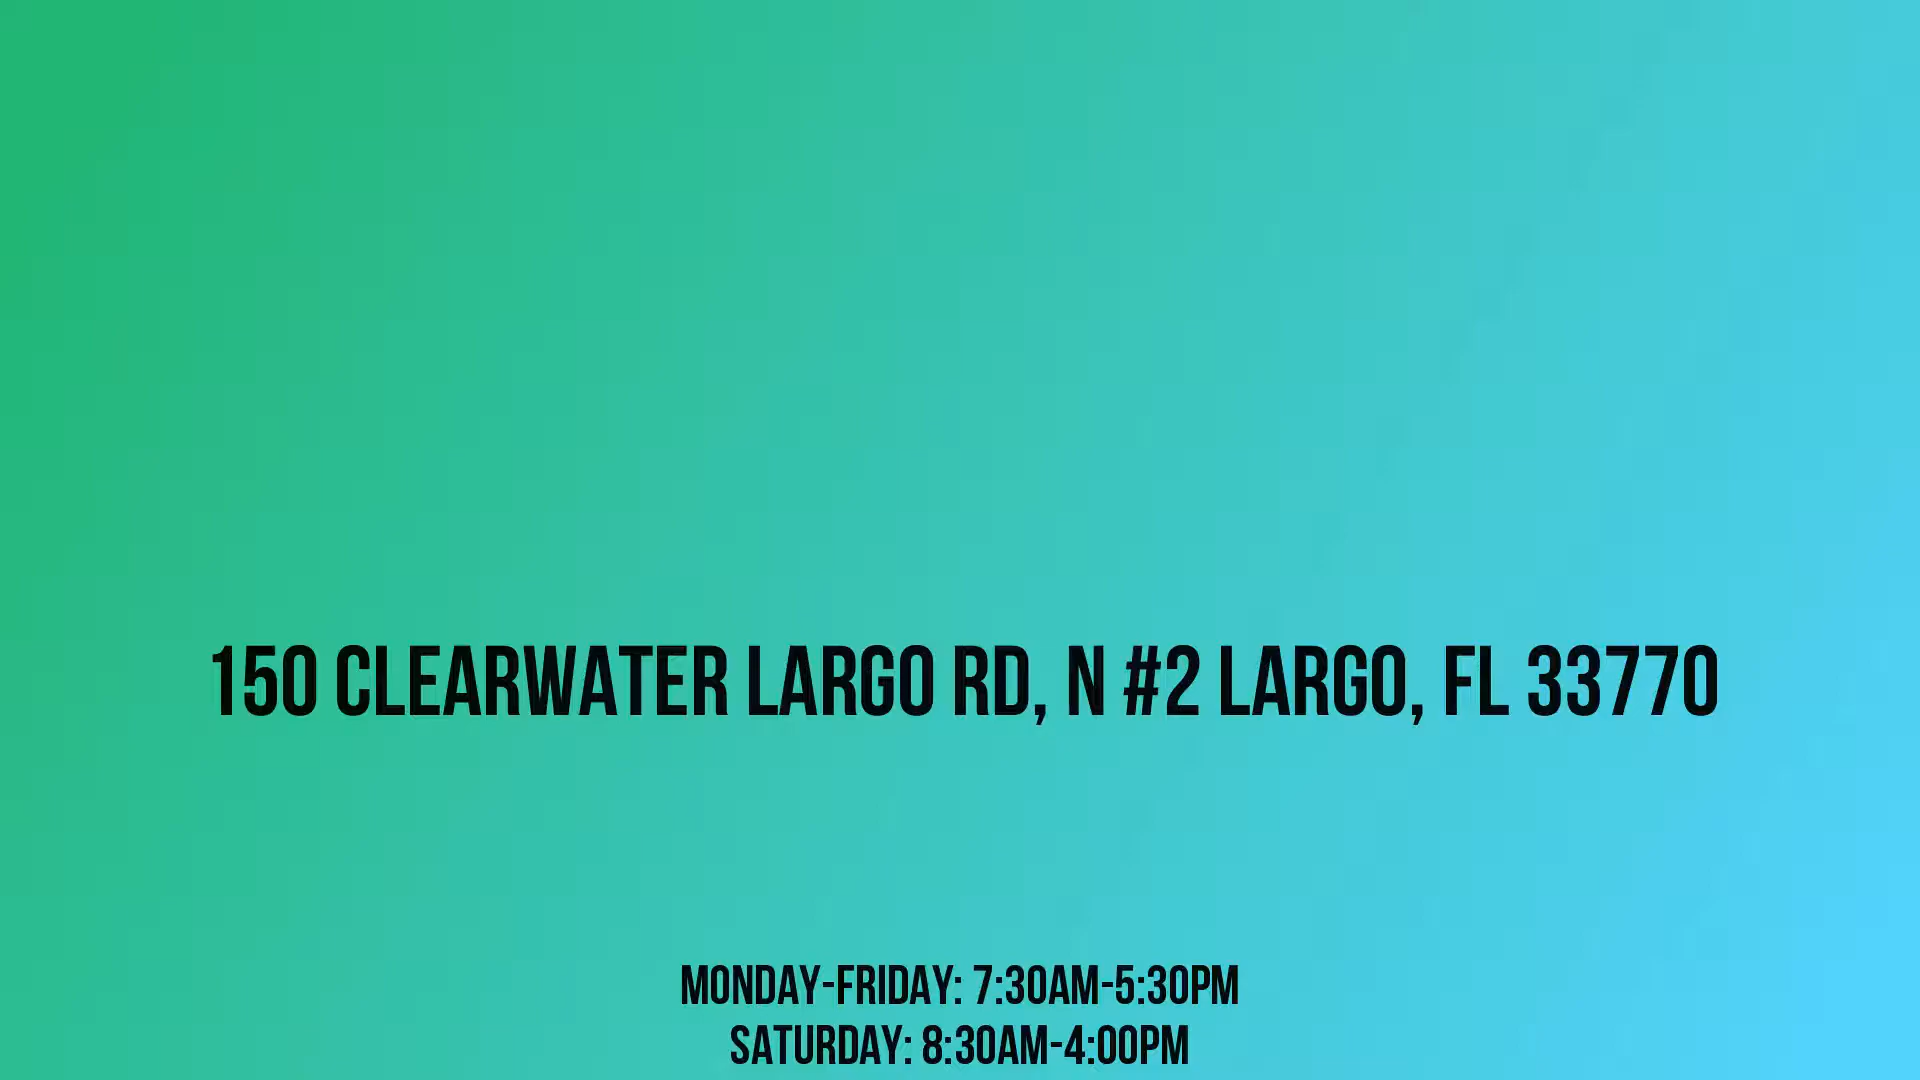 150 CLEARWATER LARGO RD, N #2 LARGO, FL 33770
MONDAY-FRIDAY: 7:30AM-5:30PM
SATURDAY: 8:30AM-4:00PM